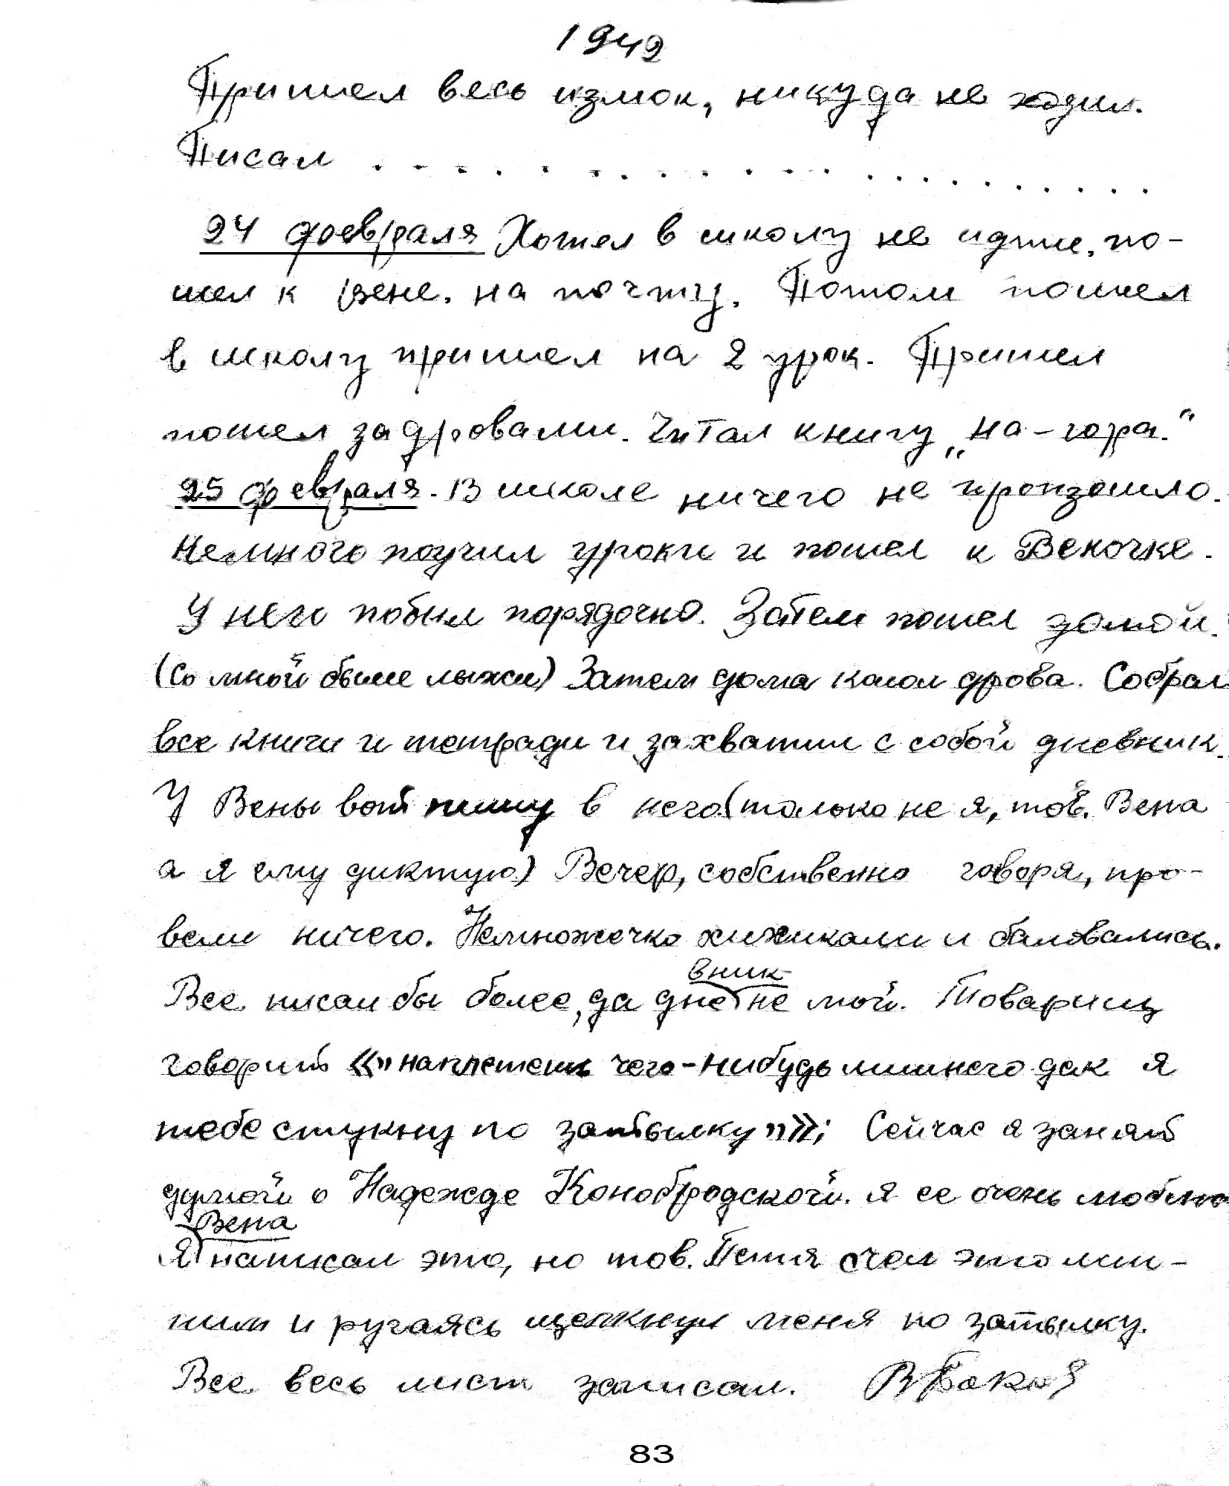 1942
Пришел весь измок, никуда не ходил.
Писал . . . . . . . . . . . . . . . . . . . . . .
24 февраля Хотел в школу не идти, по-
шел к Вене. на почту. Потом пошел
в школу пришел на 2 урок. Пришел
пошел за дровами. Читал книгу „на-гора."
25 февраля. В школе ничего не произошло.
Немного поучил уроки и пошел к Веночке.
У него побыл порядочно. Затем пошел домой.
(Со мной были лыжи) Затем дома колол дрова. Собрал
все книги и тетради и захватил с собой дневник.
У Вены вот пишу в него (только не я, тов. Вена
а я ему диктую) Вечер, собственно говоря, про-
вели ничего. Немножечко хихикали и баловались.
вник
Все. писал бы более, да дне не мой. Товарищ
говорит «"наплетешь чего-нибудь лишнего дак я
тебе стукну по затылку"»; Сейчас я занят
думой о Надежде Конобродской. я ее очень люблю
Вена
Я написал это, но тов. Петя счел это лиш-
ним и ругаясь щелкнул меня по затылку.
Все. весь лист записал. ВБаков
83